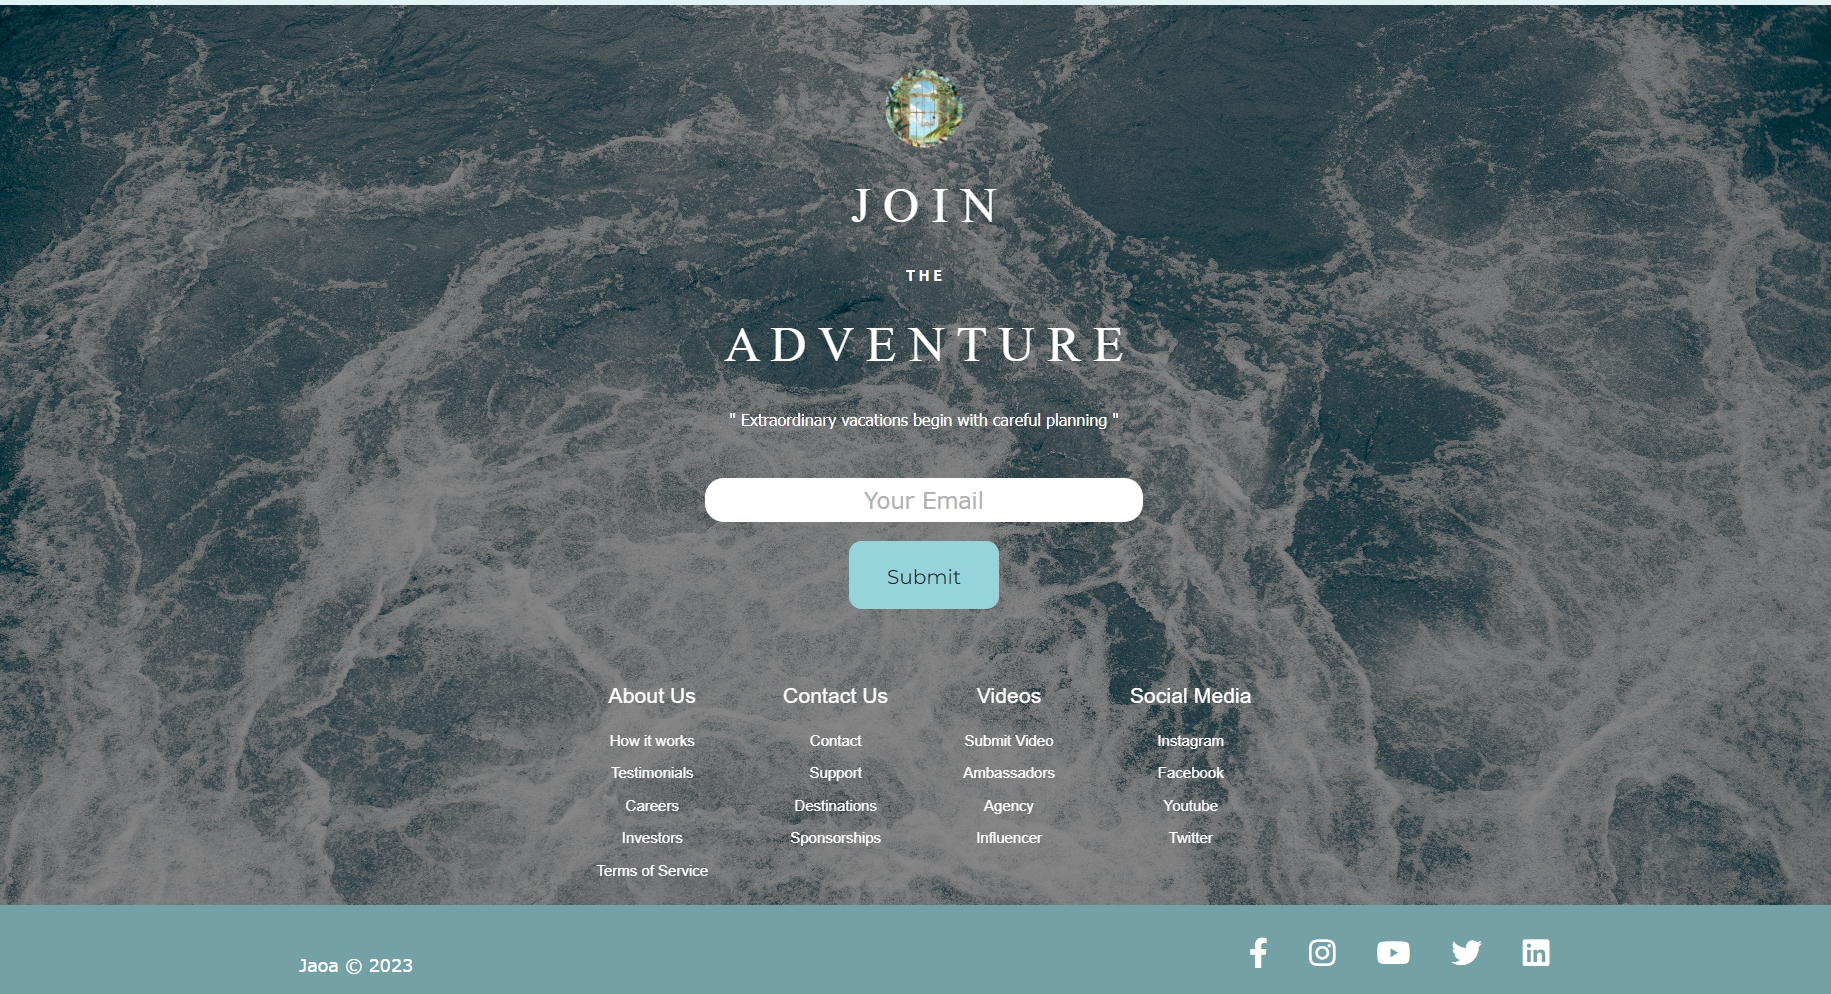 JOIN
THE
ADVENTURE
" Extraordinary vacations begin with careful planning "
Your Email
Submit
About Us
How it works
Testimonials
Careers
Investors
Terms of Service
Contact Us
Contact
Support
Destinations
Sponsorships
Videos
Submit Video
Ambassadors
Agency
Influencer
Social Media
Instagram
Facebook
Youtube
Twitter
Jaoa © 2023